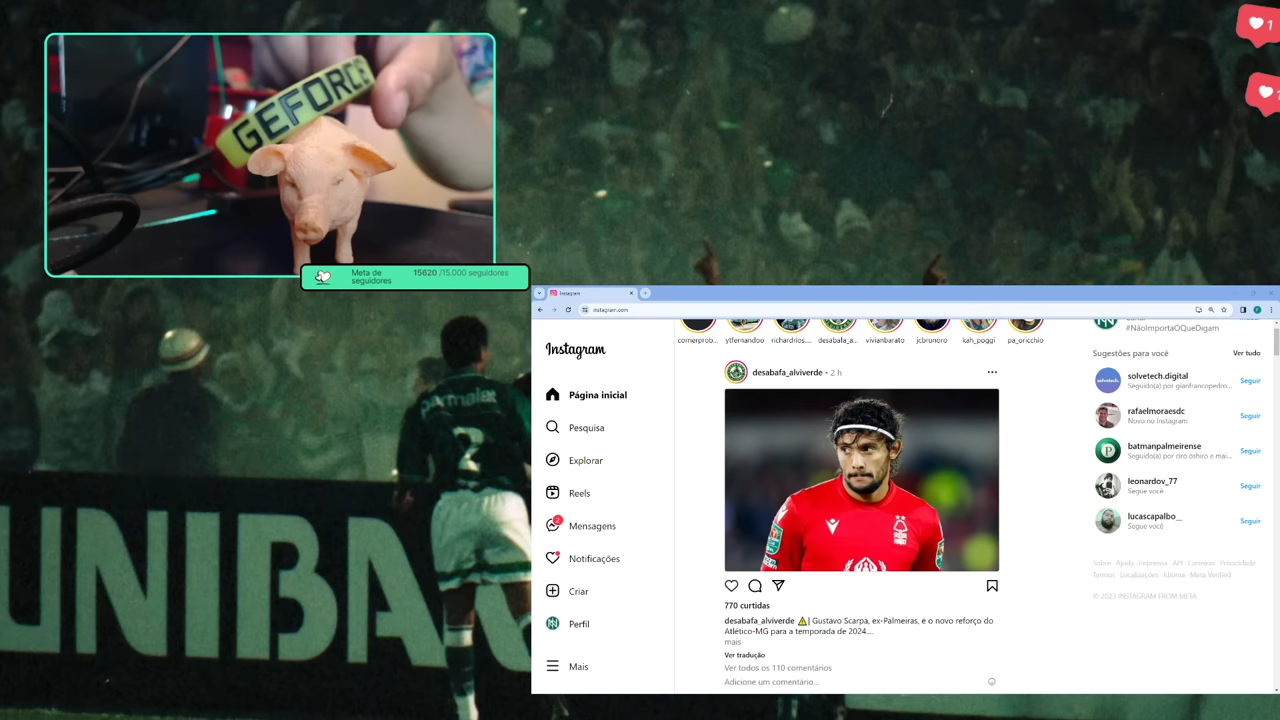 1
GEFORCE
Meta de
seguidores
15620 /15.000 seguidores
parmalat
2
UNIBA
Instagram
instagram.com
Instagram
Página inicial
Pesquisa
Explorar
Reels
2
Mensagens
Notificações
Criar
Perfil
Mais
cornerprob...
ytfernandoo
richardrios....
desabafa_a...
vivianbarato
jcbrunoro
kah_poggi
pa_oricchio
desabafa_alviverde • 2 h
770 curtidas
desabafa_alviverde ⚠️| Gustavo Scarpa, ex-Palmeiras, é o novo reforço do
Atlético-MG para a temporada de 2024....
mais
Ver tradução
Ver todos os 110 comentários
Adicione um comentário...
#NãoImportaOQueDigam
Sugestões para você
Ver tudo
solvetech.digital
Seguido(a) por gianfrancopedro...
Seguir
rafaelmoraesdc
Novo no Instagram
Seguir
batmanpalmeirense
Seguido(a) por ciro.oshiro e mai...
Seguir
leonardov_77
Segue você
Seguir
lucascapalbo__
Segue você
Seguir
Sobre · Ajuda · Imprensa · API · Carreiras · Privacidade ·
Termos · Localizações · Idioma · Meta Verified
© 2023 INSTAGRAM FROM META